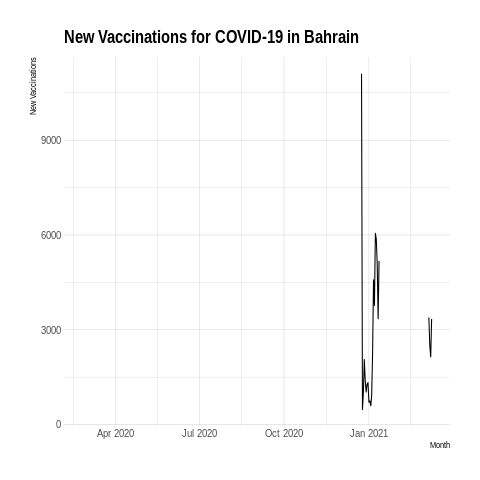 New Vaccinations for COVID-19 in Bahrain
New Vaccinations
9000
6000
3000
0
Apr 2020
Jul 2020
Oct 2020
Jan 2021
Month